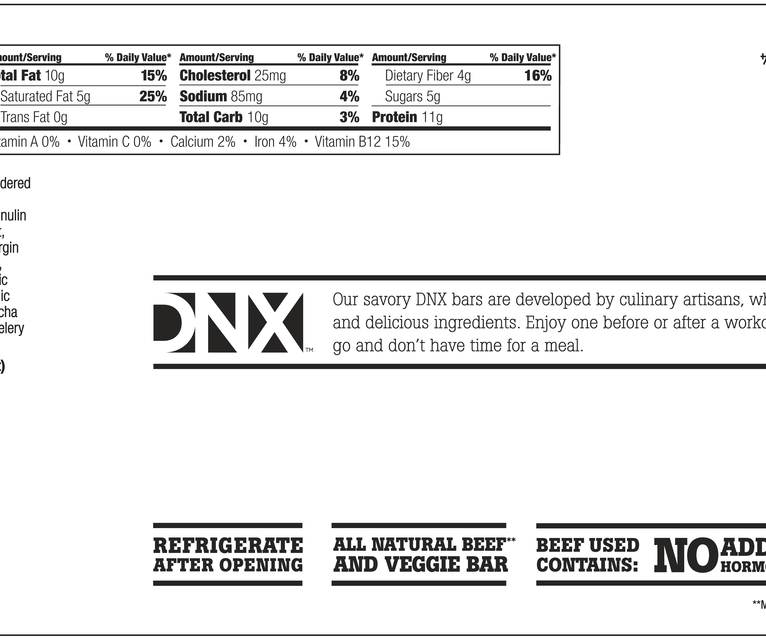 mount/Serving % Daily Value* Amount/Serving % Daily Value* Amount/Serving % Daily Value*
tal Fat 10g 15% Cholesterol 25mg 8% Dietary Fiber 4g 16%
Saturated Fat 5g 25% Sodium 85mg 4% Sugars 5g
Trans Fat 0g Total Carb 10g 3% Protein 11g
tamin A 0% • Vitamin C 0% • Calcium 2% • Iron 4% • Vitamin B12 15%
dered
nulin
rgin
ic
ic
cha
elery
DNX™
Our savory DNX bars are developed by culinary artisans, wh
and delicious ingredients. Enjoy one before or after a worko
go and don't have time for a meal.
REFRIGERATE
AFTER OPENING
ALL NATURAL BEEF**
AND VEGGIE BAR
BEEF USED
CONTAINS:
NO ADD
HORM
**M